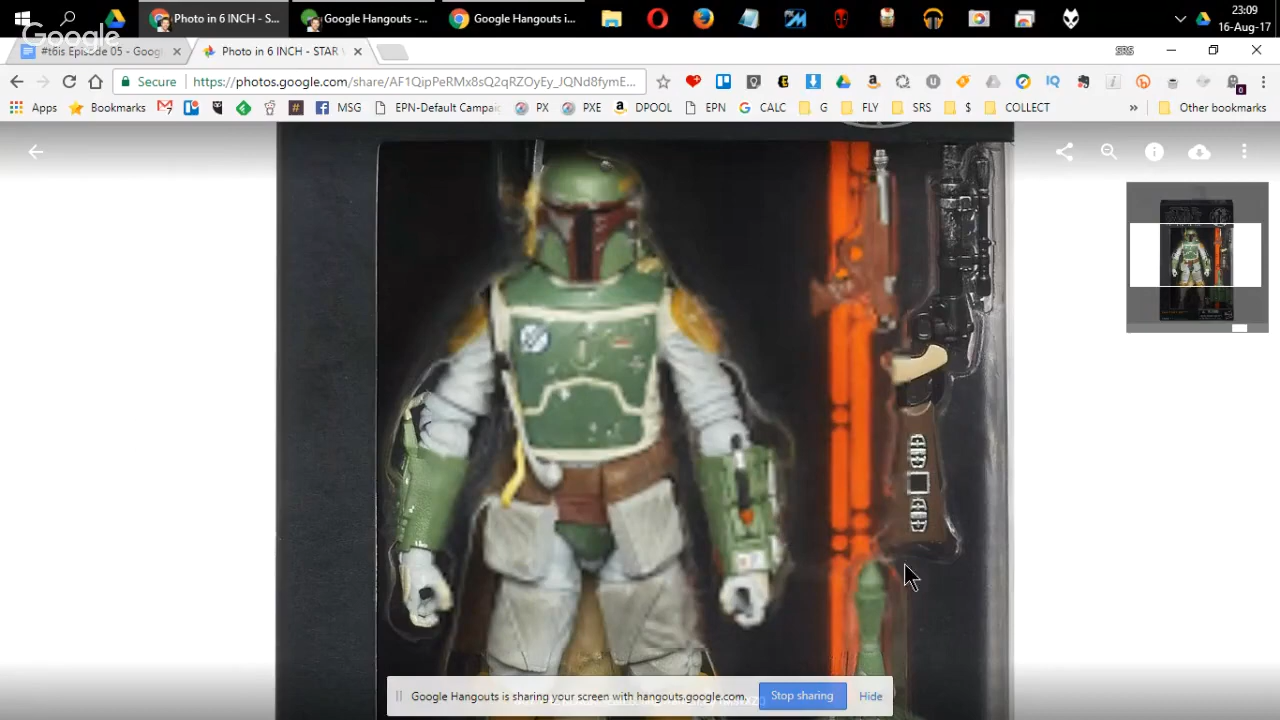 Photo in 6 INCH - S...
Google Hangouts -...
Google Hangouts i...
23:09
16-Aug-17
Google
#t6is Episode 05 - Goog
Photo in 6 INCH - STAR
SRS
Secure
https://photos.google.com/share/AF1QipPeRMx8sQ2qRZOyEy_JQNd8fymE...
Apps
Bookmarks
MSG
EPN-Default Campai
PX
PXE
DPOOL
EPN
CALC
G
FLY
SRS
$
COLLECT
»
Other bookmarks
0
Google Hangouts is sharing your screen with hangouts.google.com.
Stop sharing
Hide